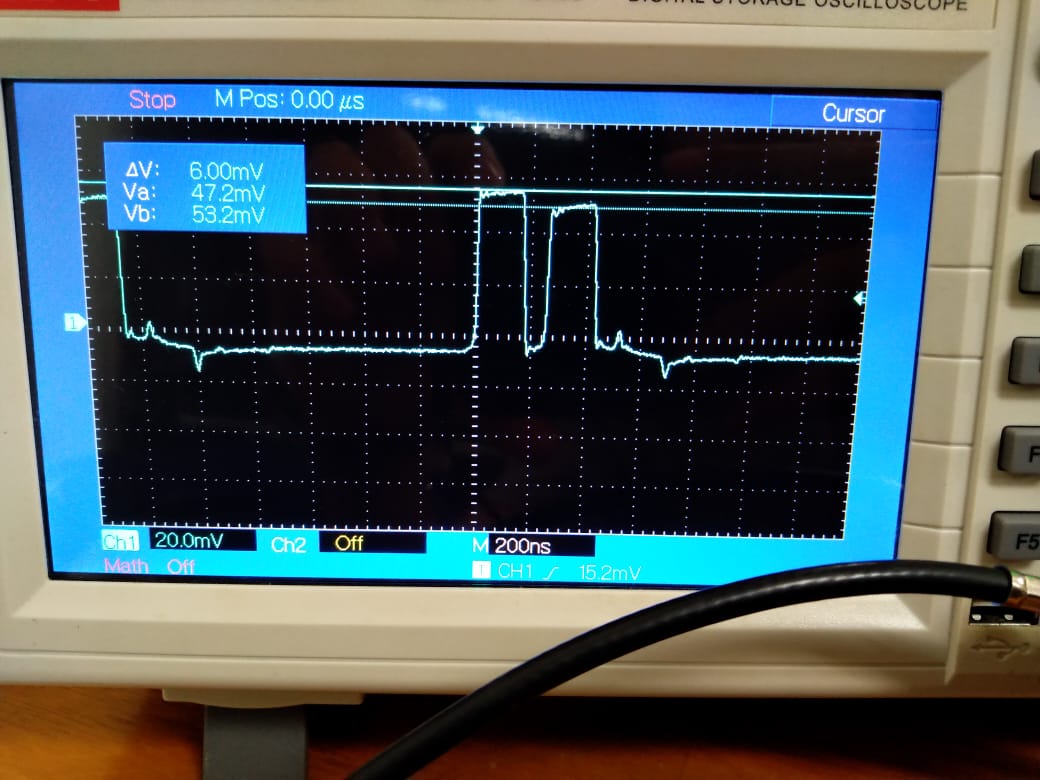 DIGITAL STORAGE OSCILLOSCOPE
Stop M Pos: 0.00 μs Cursor
ΔV: 6.00mV
Va: 47.2mV
Vb: 53.2mV
1
Ch1 20.0mV Ch2 Off M 200ns
Math Off T CH1 15.2mV
F5